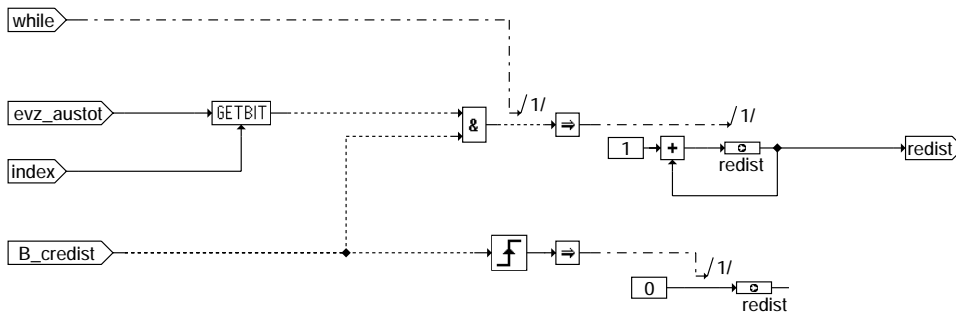 while
/1/
evz_austot
GETBIT
&
⇒
/1/
index
1
+
redist
redist
B_credist
⇒
/1/
0
redist